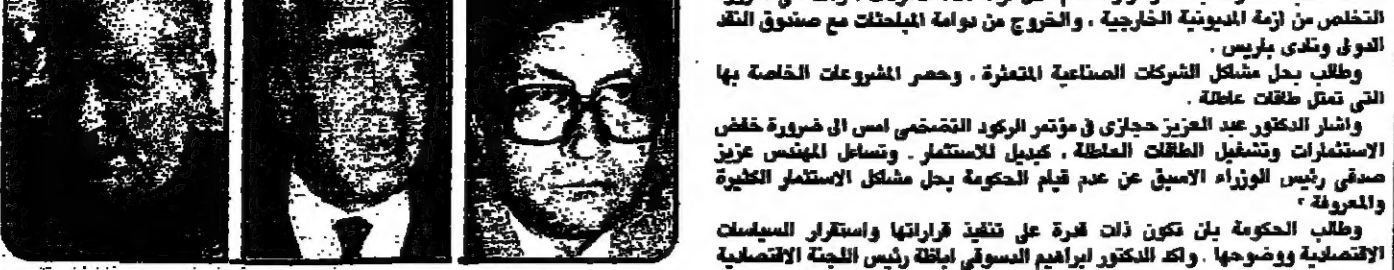 التخلص من ازمة المديونية الخارجية ، والخروج من دوامة المباحثات مع صندوق النقد
الدولى ونادى باريس .
وطالب بحل مشاكل الشركات الصناعية المتعثرة ، وحصر المشروعات الخاصة بها
التى تمثل طاقات عاطلة .
واشار الدكتور عبد العزيز حجازى فى مؤتمر الركود التضخمى امس الى ضرورة خفض
الاستثمارات وتشغيل الطاقات العاطلة ، كبديل للاستثمار . وتساءل المهندس عزيز
صدقى رئيس الوزراء الاسبق عن عدم قيام الحكومة بحل مشاكل الاستثمار الكثيرة
والمعروفة ؟
وطالب الحكومة بان تكون ذات قدرة على تنفيذ قراراتها واستقرار السياسات
الاقتصادية ووضوحها . واكد الدكتور ابراهيم الدسوقى اباظة رئيس اللجنة الاقتصادية